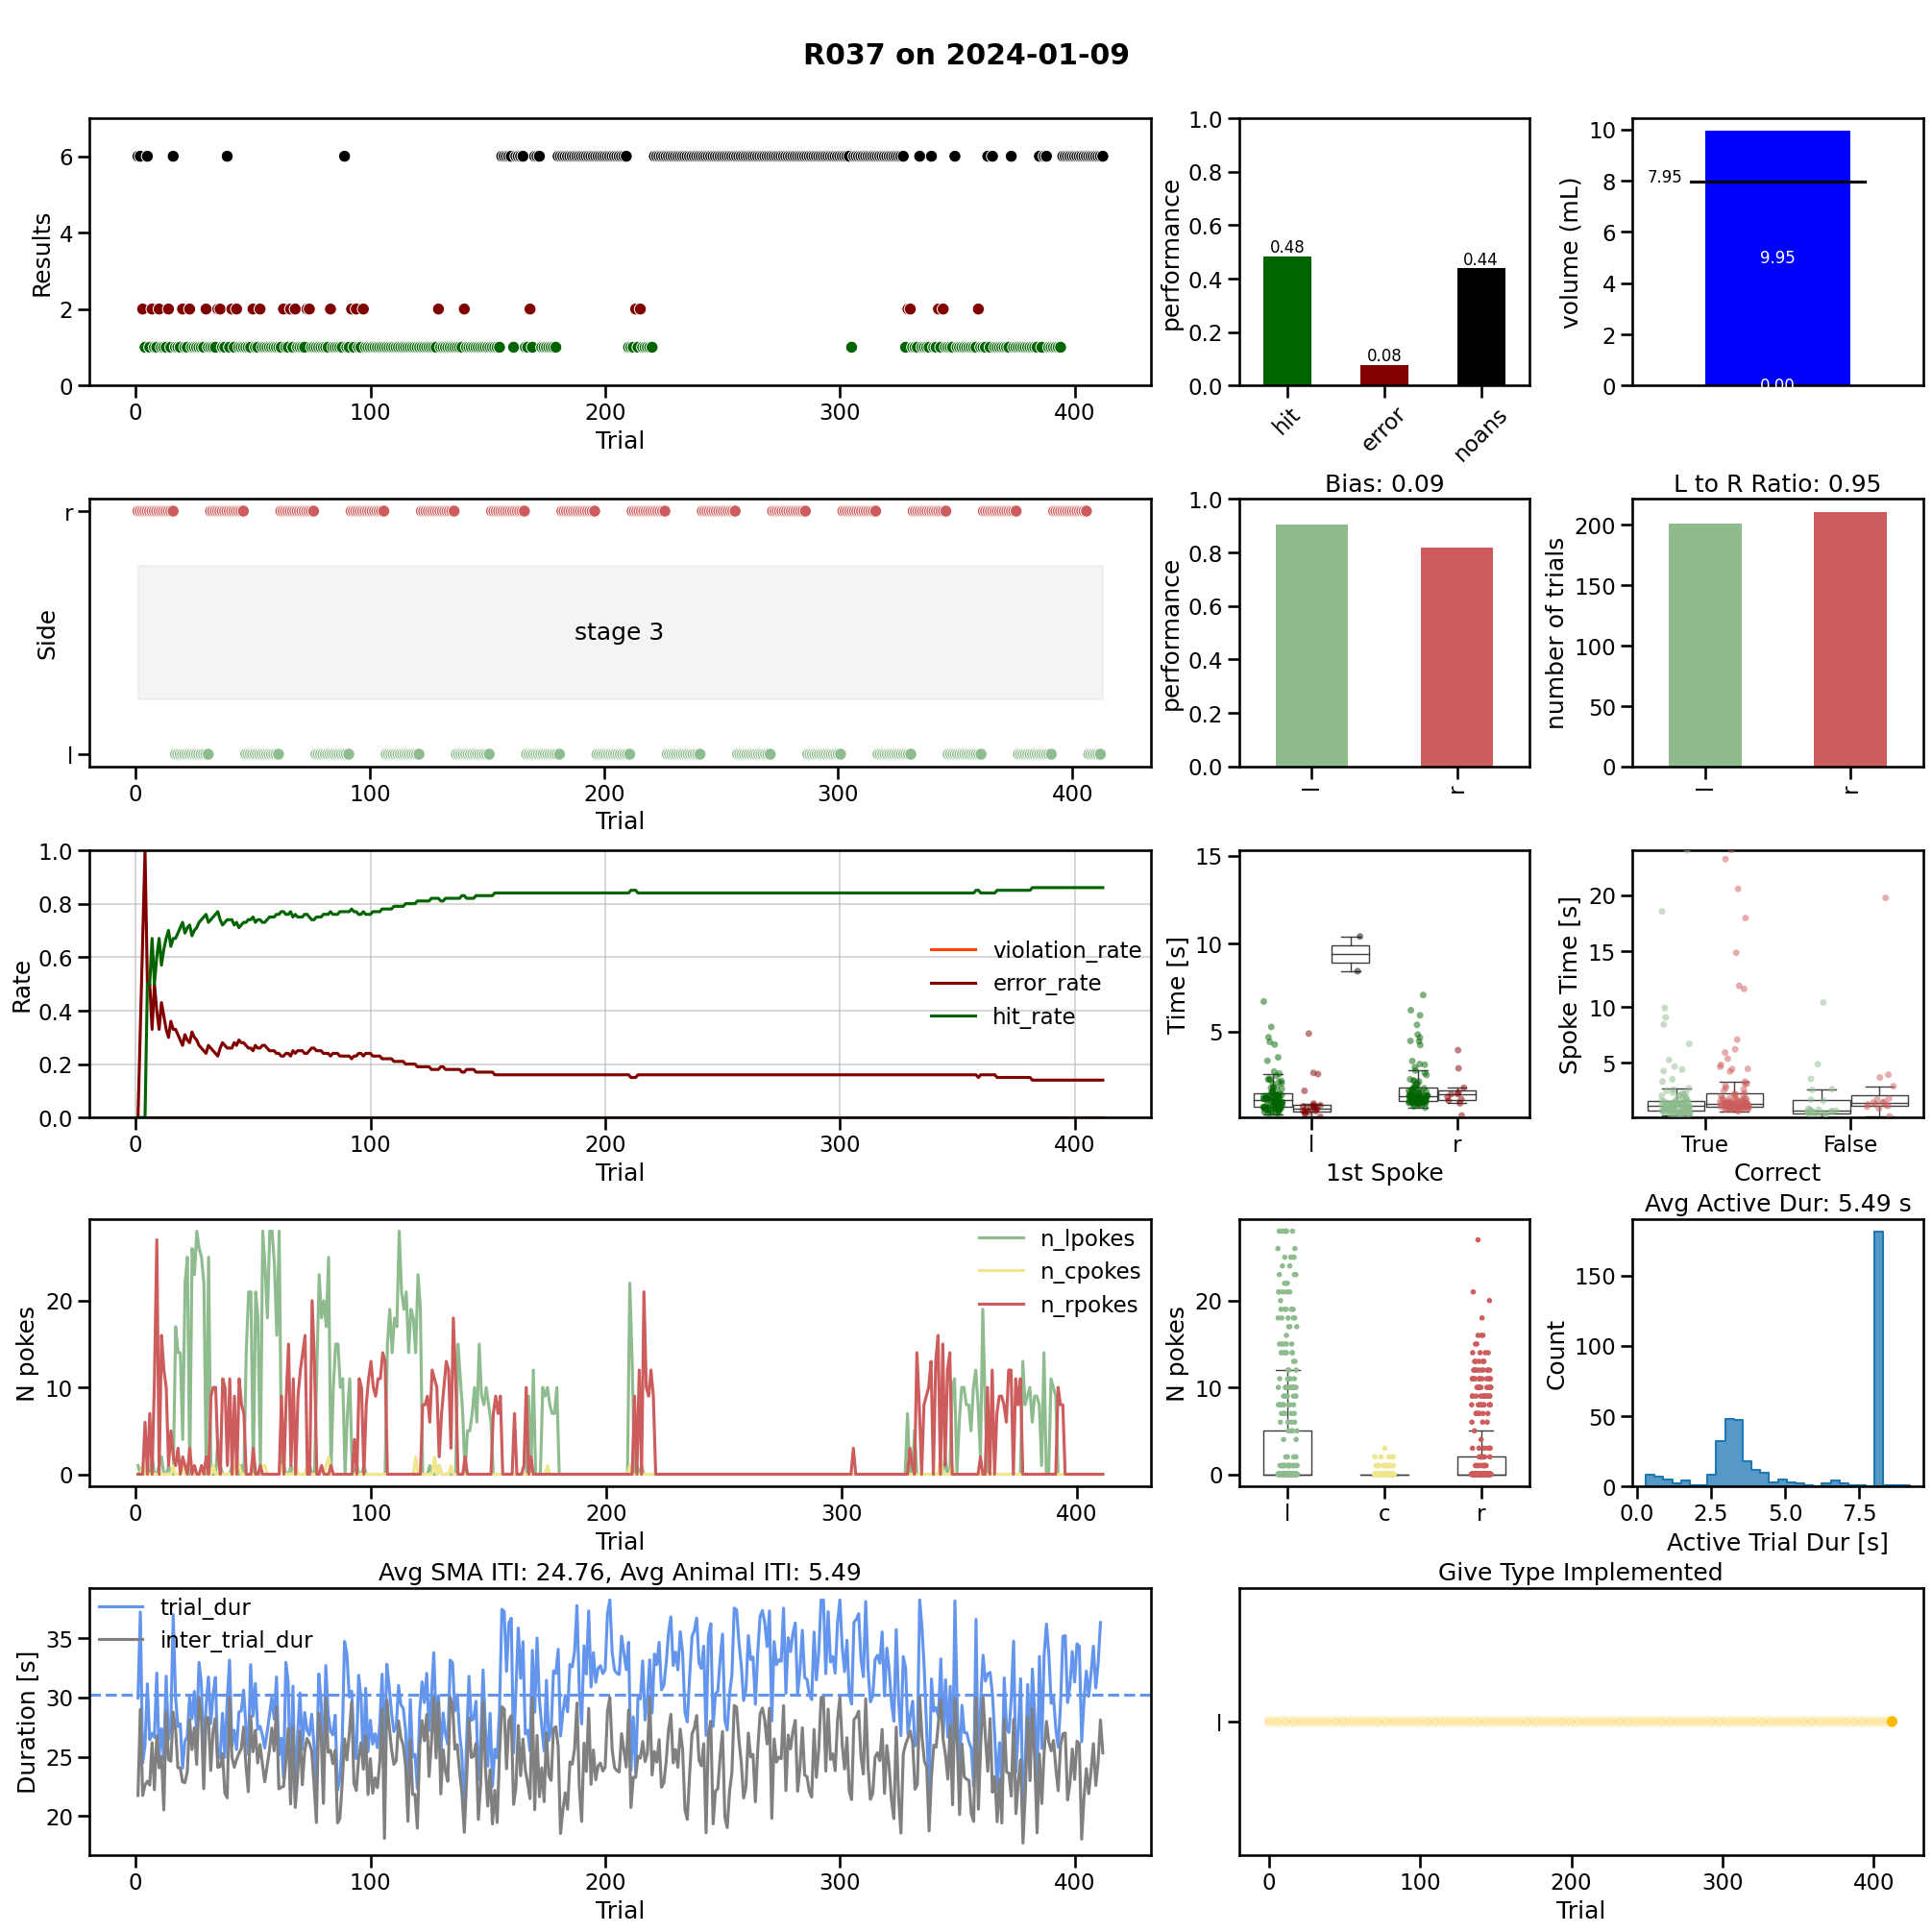 R037 on 2024-01-09
Results
6
4
2
0
0 100 200 300 400
Trial
performance
1.0
0.8
0.6
0.4
0.2
0.0
0.48
0.08
0.44
hit error noans
volume (mL)
10
8
6
4
2
0
7.95
9.95
0.00
Side
r
l
stage 3
0 100 200 300 400
Trial
Bias: 0.09
performance
1.0
0.8
0.6
0.4
0.2
0.0
l r
L to R Ratio: 0.95
number of trials
200
150
100
50
0
l r
Rate
1.0
0.8
0.6
0.4
0.2
0.0
violation_rate
error_rate
hit_rate
0 100 200 300 400
Trial
Time [s]
15
10
5
l r
1st Spoke
Spoke Time [s]
20
15
10
5
True False
Correct
N pokes
20
10
0
n_lpokes
n_cpokes
n_rpokes
0 100 200 300 400
Trial
N pokes
20
10
0
l c r
Avg Active Dur: 5.49 s
Count
150
100
50
0
0.0 2.5 5.0 7.5
Active Trial Dur [s]
Avg SMA ITI: 24.76, Avg Animal ITI: 5.49
Duration [s]
35
30
25
20
trial_dur
inter_trial_dur
0 100 200 300 400
Trial
Give Type Implemented
l
0 100 200 300 400
Trial